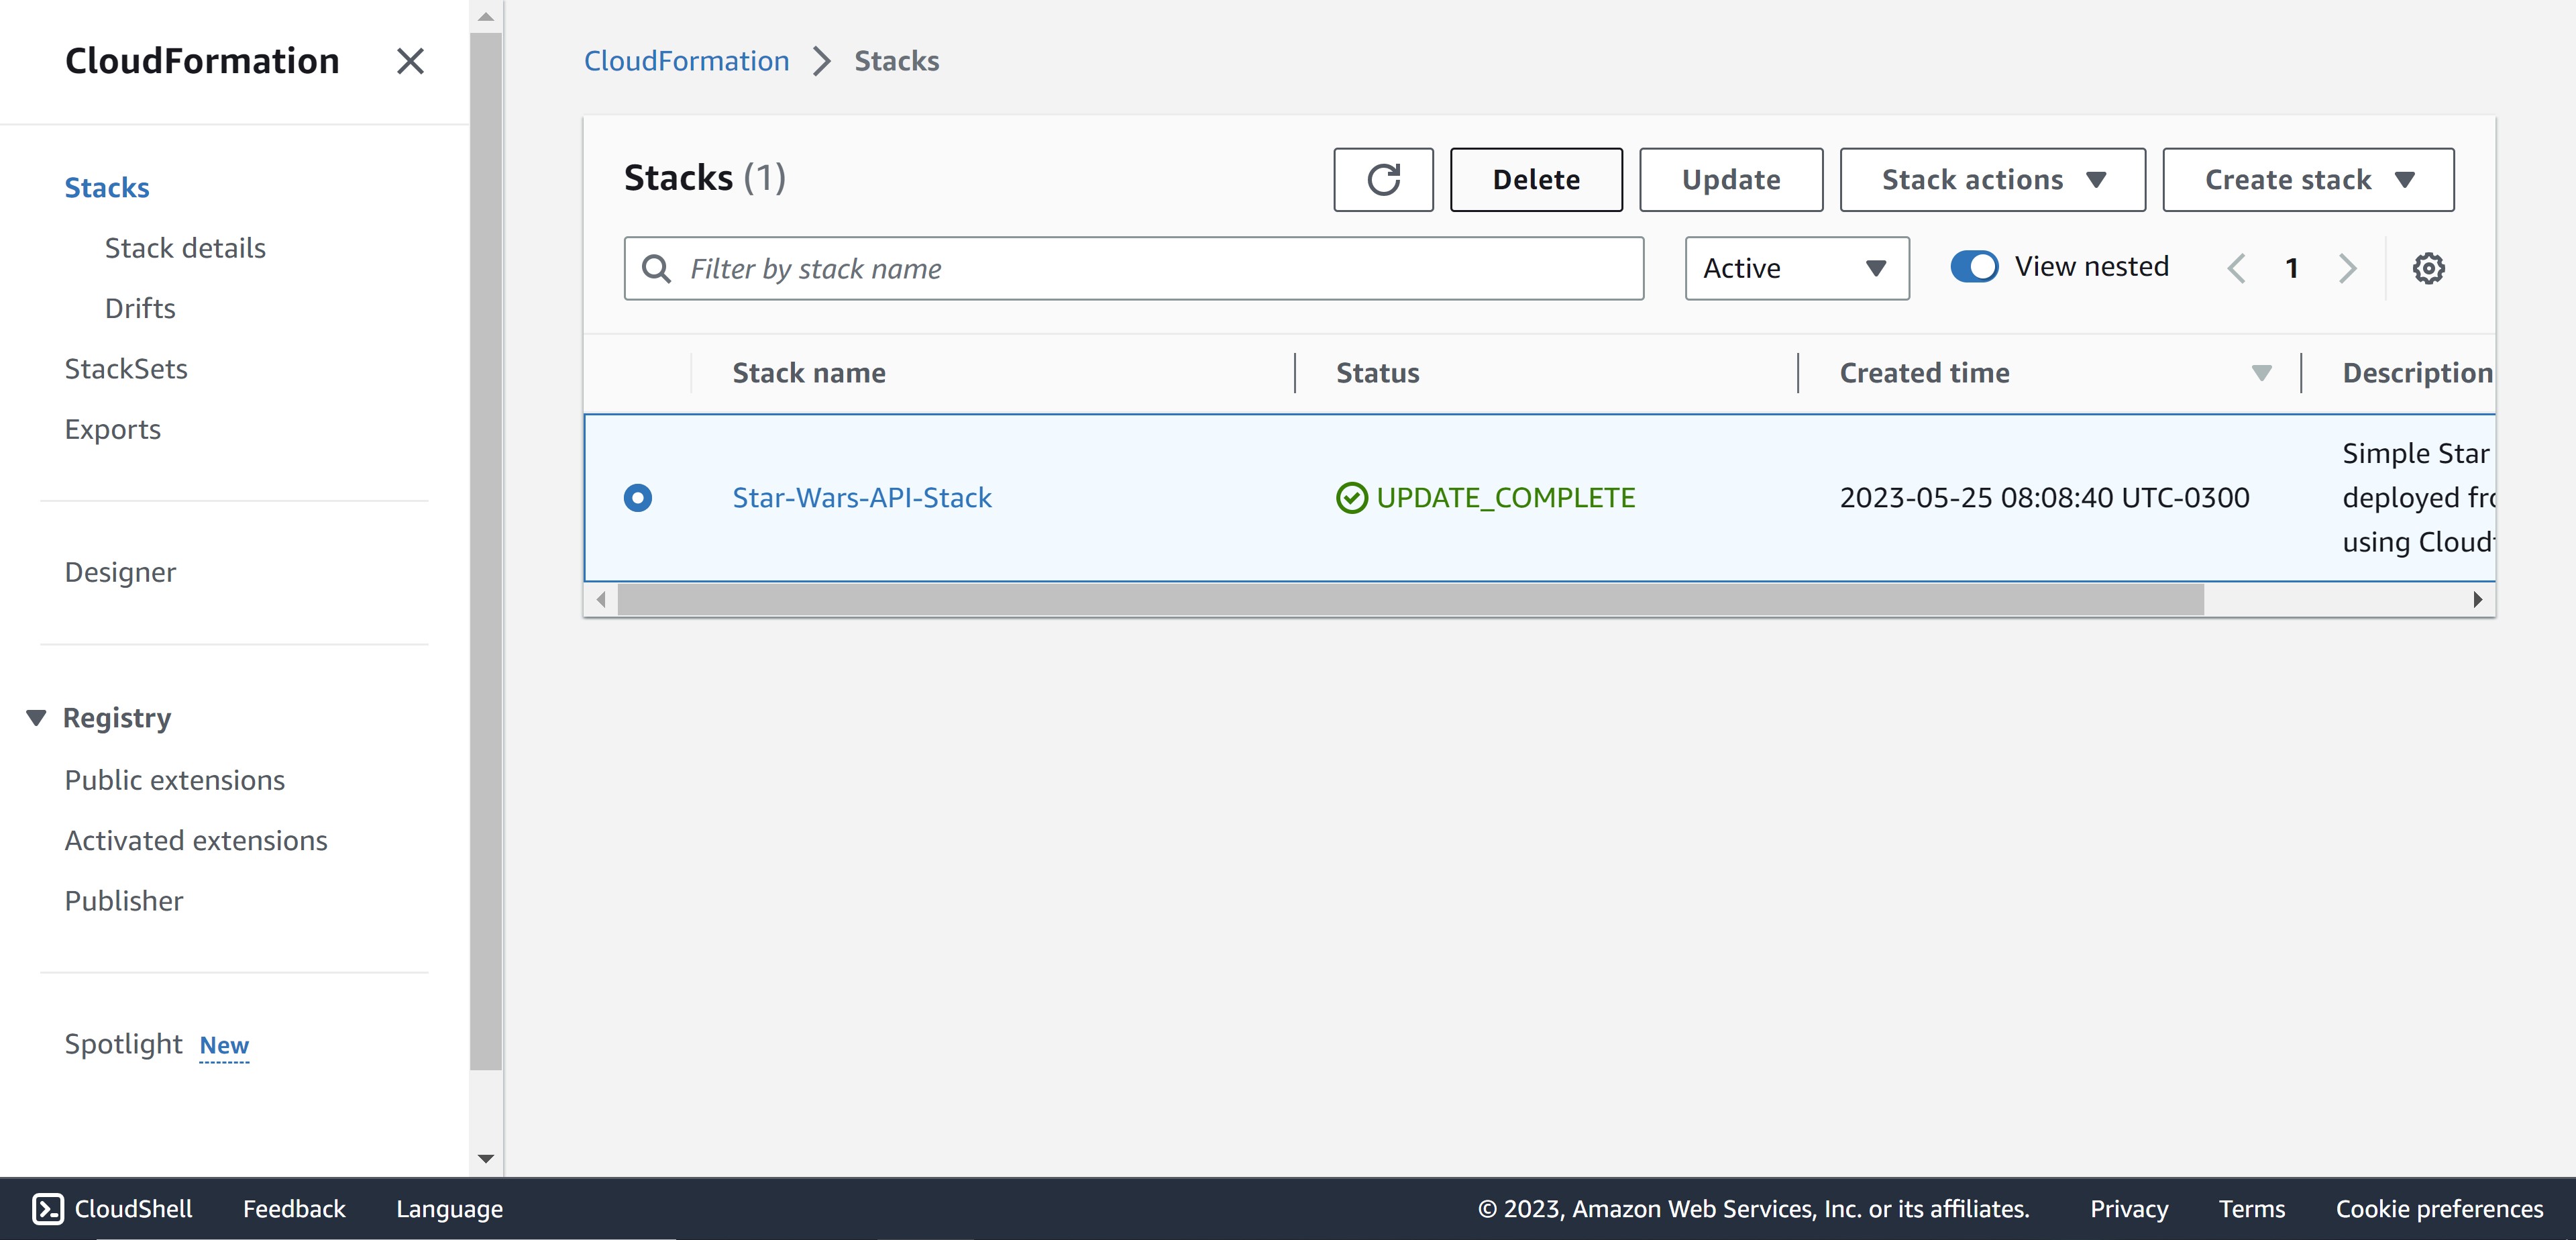 CloudFormation
Stacks
Stack details
Drifts
StackSets
Exports
Designer
Registry
Public extensions
Activated extensions
Publisher
Spotlight New
CloudFormation Stacks
Stacks (1)
Delete
Update
Stack actions
Create stack
Filter by stack name
Active
View nested
1
Stack name
Status
Created time
Description
Star-Wars-API-Stack
UPDATE_COMPLETE
2023-05-25 08:08:40 UTC-0300
Simple Star
deployed
using
CloudShell
Feedback
Language
© 2023, Amazon Web Services, Inc. or its affiliates.
Privacy
Terms
Cookie preferences